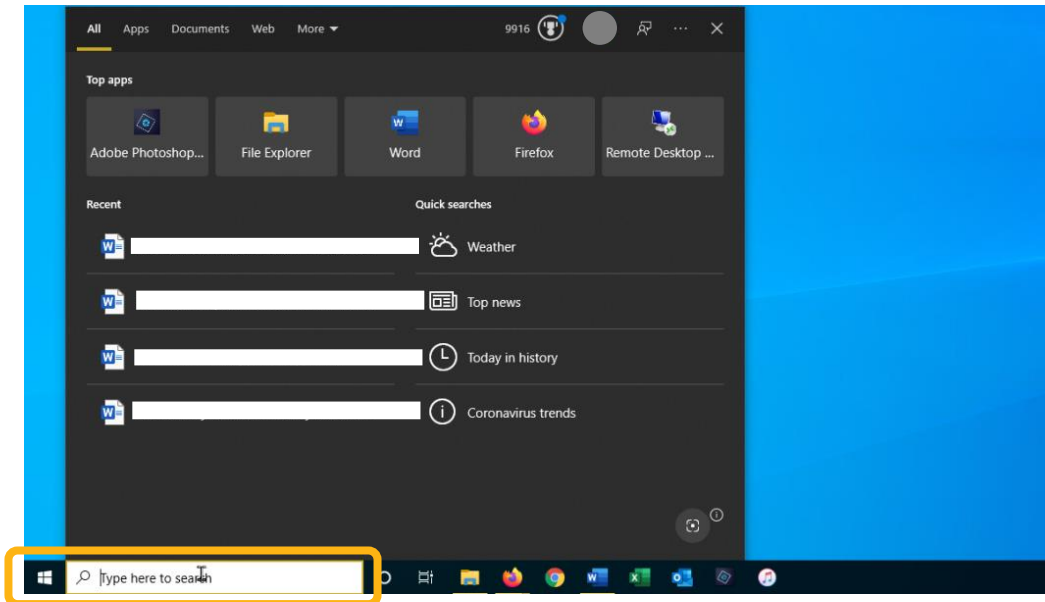 All Apps Documents Web More 9916
Top apps
Adobe Photoshop... File Explorer Word Firefox Remote Desktop ...
Recent Quick searches
Weather
Top news
Today in history
Coronavirus trends
Type here to search